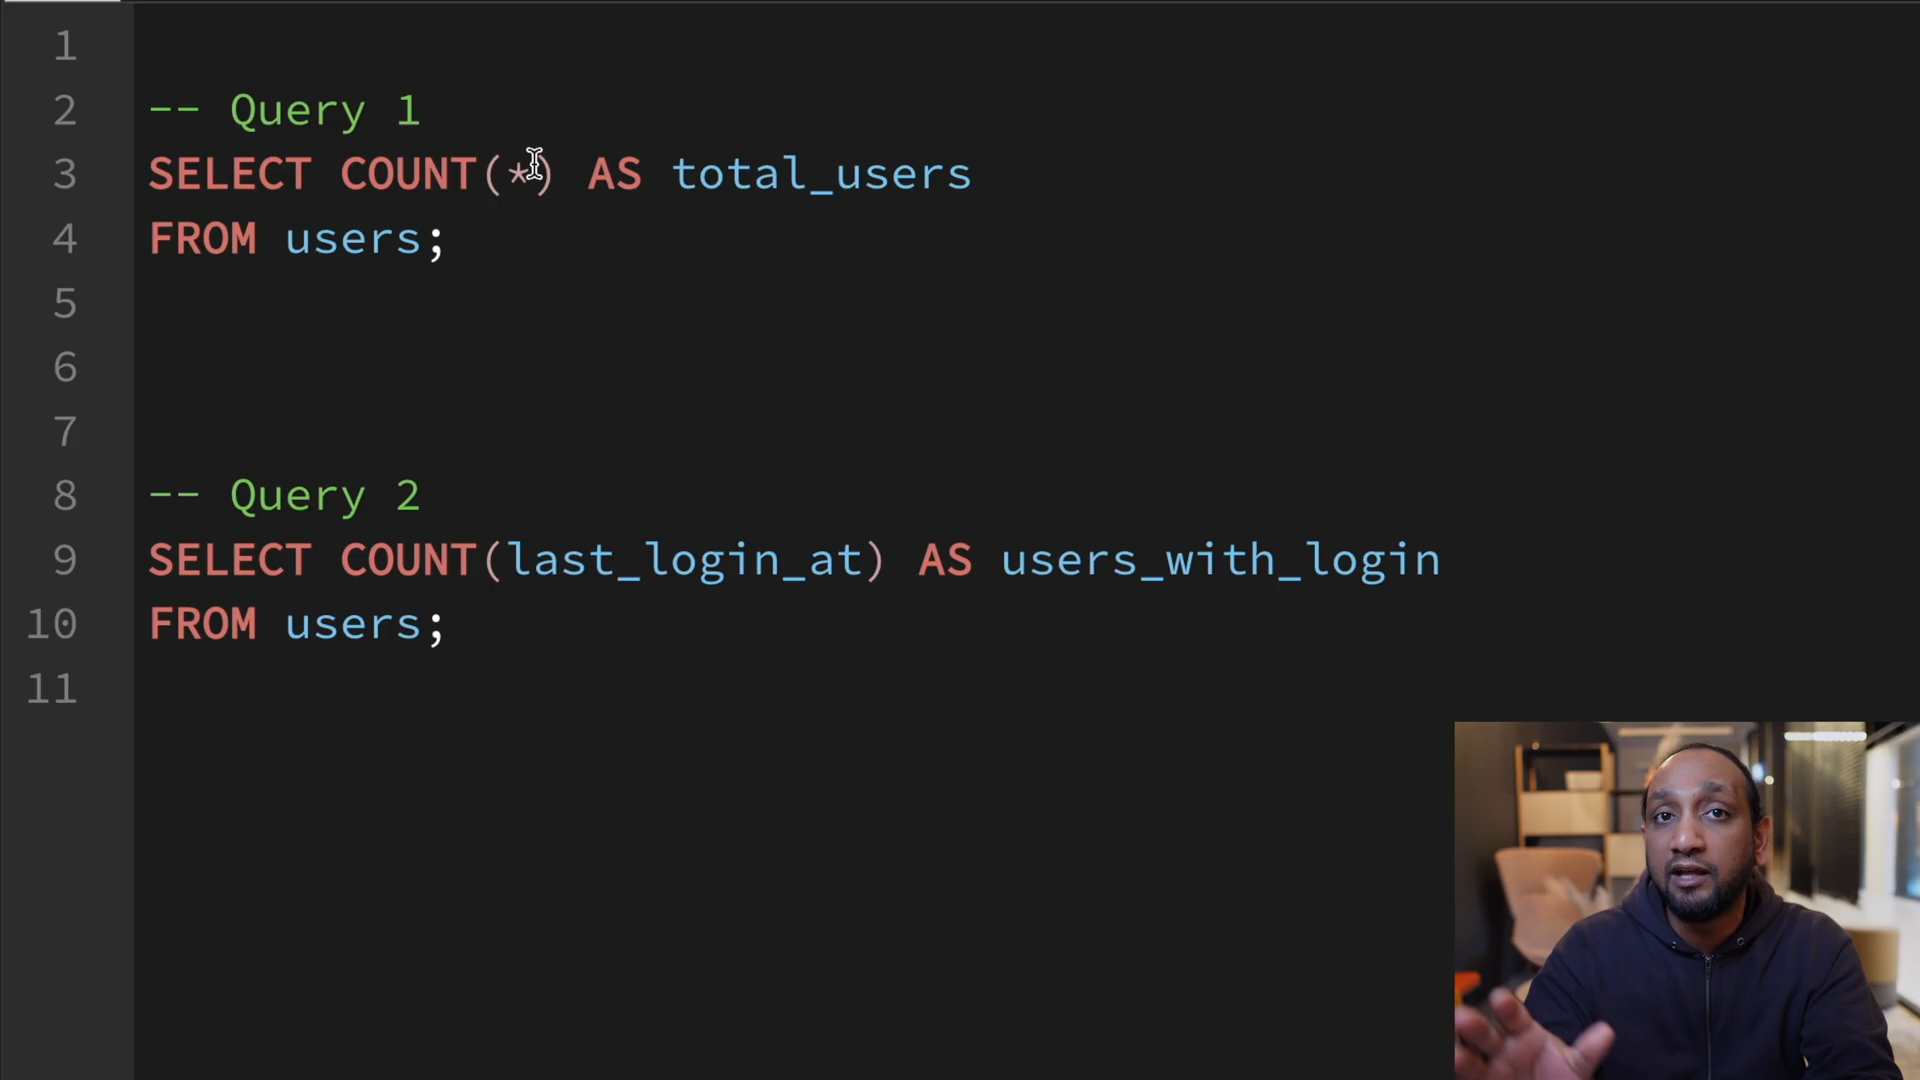 1
2 -- Query 1
3 SELECT COUNT(*) AS total_users
4 FROM users;
5
6
7
8 -- Query 2
9 SELECT COUNT(last_login_at) AS users_with_login
10 FROM users;
11